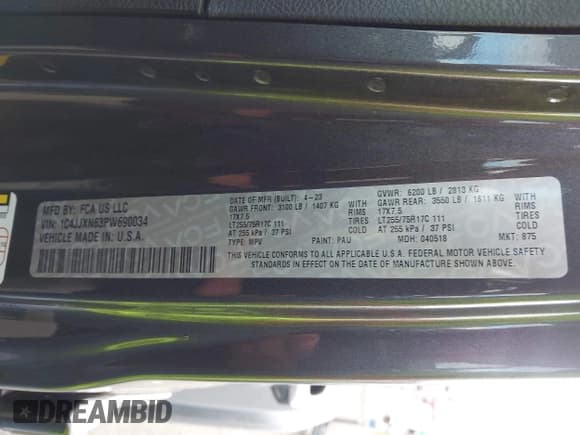 MFD BY: FCA US LLC
VIN: 1C4JJXN63PW690034
VEHICLE MADE IN: U.S.A.
DATE OF MFR (BUILT): 4-23
GAWR FRONT: 3100 LB / 1407 KG
17X7.5 RIMS
LT255/75R17C 111 TIRES
AT 255 kPa / 37 PSI COLD
TYPE: MPV PAINT: PAU
GVWR: 6200 LB / 2813 KG
GAWR REAR: 3550 LB / 1611 KG
17X7.5 RIMS
LT255/75R17C 111 TIRES
AT 255 kPa / 37 PSI COLD
MDH: 040518 MKT: 875
THIS VEHICLE CONFORMS TO ALL APPLICABLE U.S.A. FEDERAL MOTOR VEHICLE SAFETY
STANDARDS IN EFFECT ON THE DATE OF MANUFACTURE SHOWN ABOVE.
DREAMBID